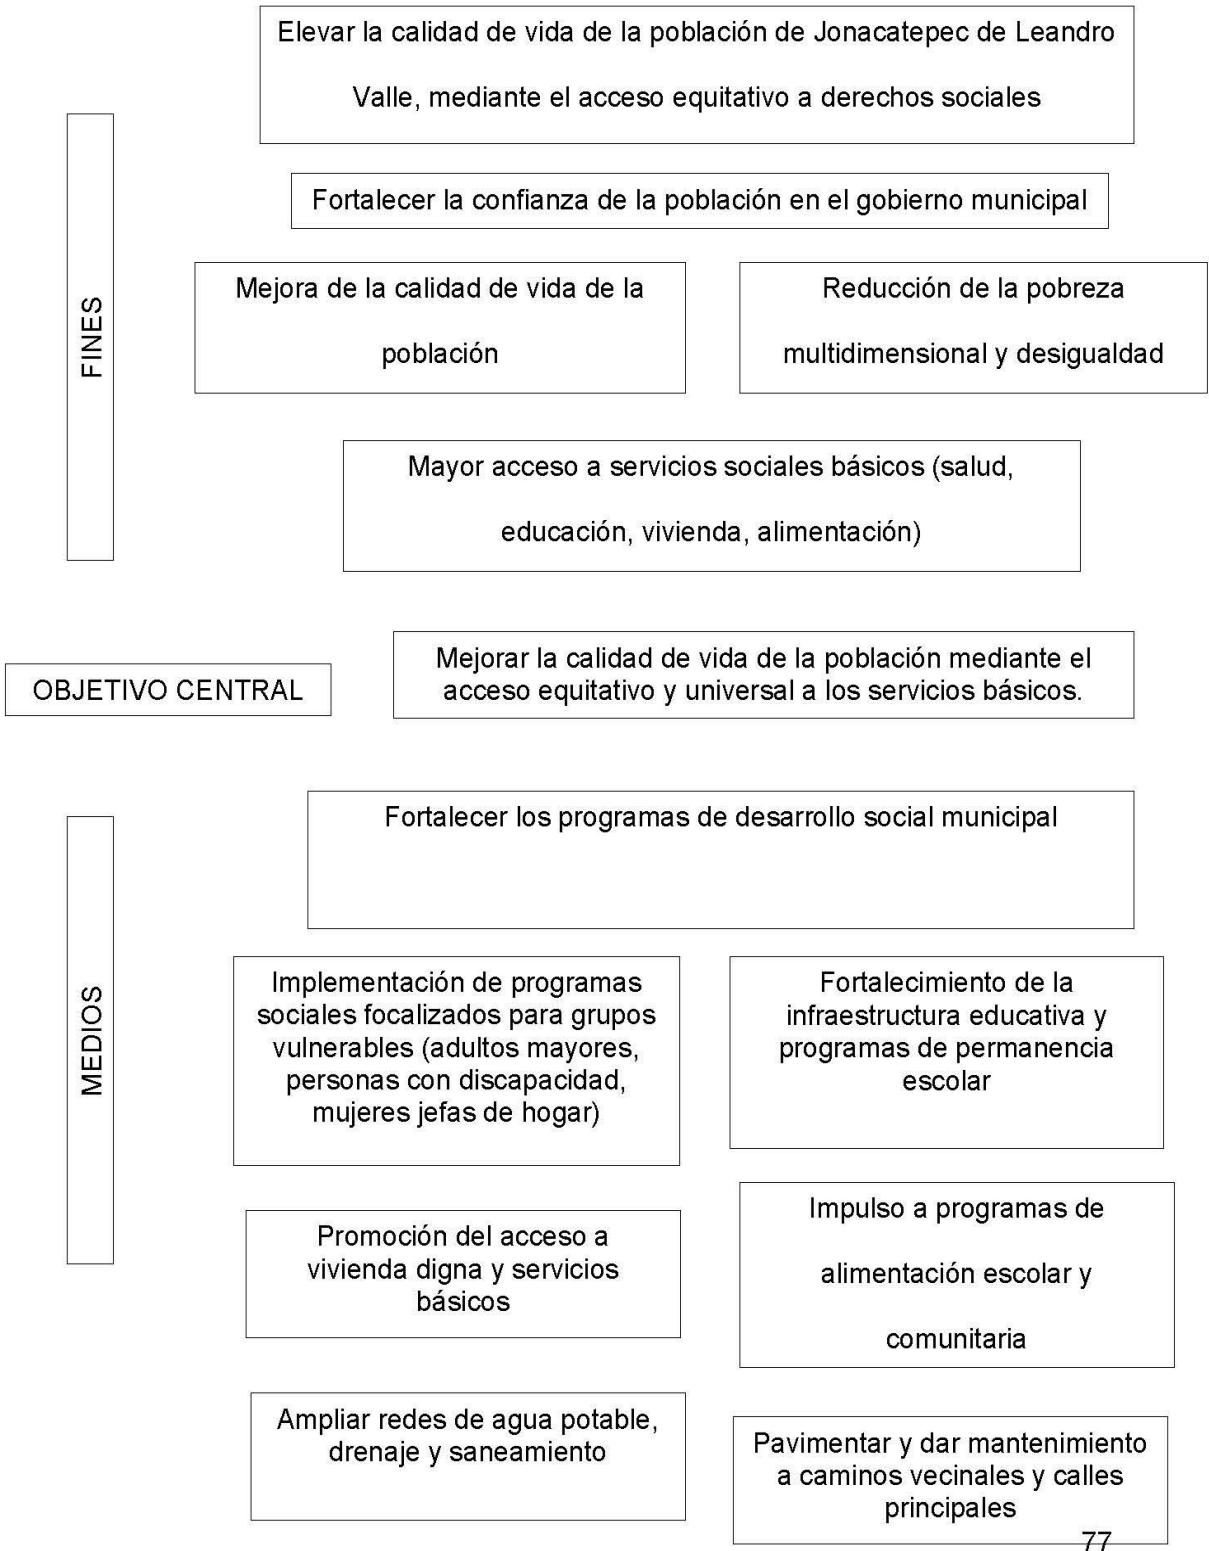 Elevar la calidad de vida de la población de Jonacatepec de Leandro
Valle, mediante el acceso equitativo a derechos sociales
FINES
Fortalecer la confianza de la población en el gobierno municipal
Mejora de la calidad de vida de la
población
Reducción de la pobreza
multidimensional y desigualdad
Mayor acceso a servicios sociales básicos (salud,
educación, vivienda, alimentación)
OBJETIVO CENTRAL
Mejorar la calidad de vida de la población mediante el
acceso equitativo y universal a los servicios básicos.
MEDIOS
Fortalecer los programas de desarrollo social municipal
Implementación de programas
sociales focalizados para grupos
vulnerables (adultos mayores,
personas con discapacidad,
mujeres jefas de hogar)
Fortalecimiento de la
infraestructura educativa y
programas de permanencia
escolar
Promoción del acceso a
vivienda digna y servicios
básicos
Impulso a programas de
alimentación escolar y
comunitaria
Ampliar redes de agua potable,
drenaje y saneamiento
Pavimentar y dar mantenimiento
a caminos vecinales y calles
principales
77